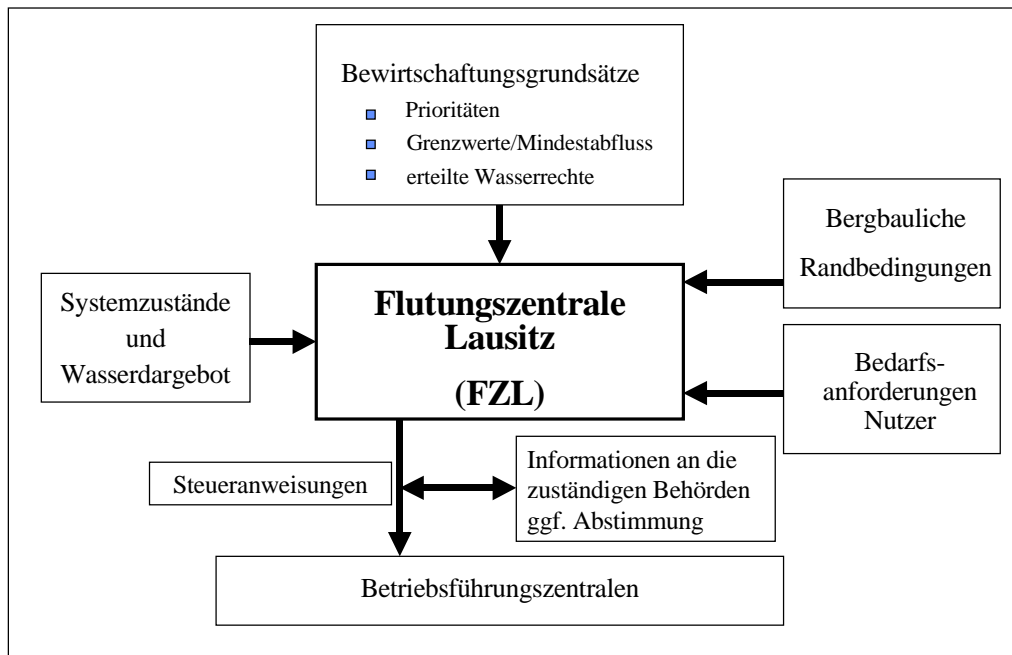 Bewirtschaftungsgrundsätze
Prioritäten
Grenzwerte/Mindestabfluss
erteilte Wasserrechte
Bergbauliche
Randbedingungen
Systemzustände
und
Wasserdargebot
Flutungszentrale
Lausitz
(FZL)
Bedarfs-
anforderungen
Nutzer
Steueranweisungen
Informationen an die
zuständigen Behörden
ggf. Abstimmung
Betriebsführungszentralen